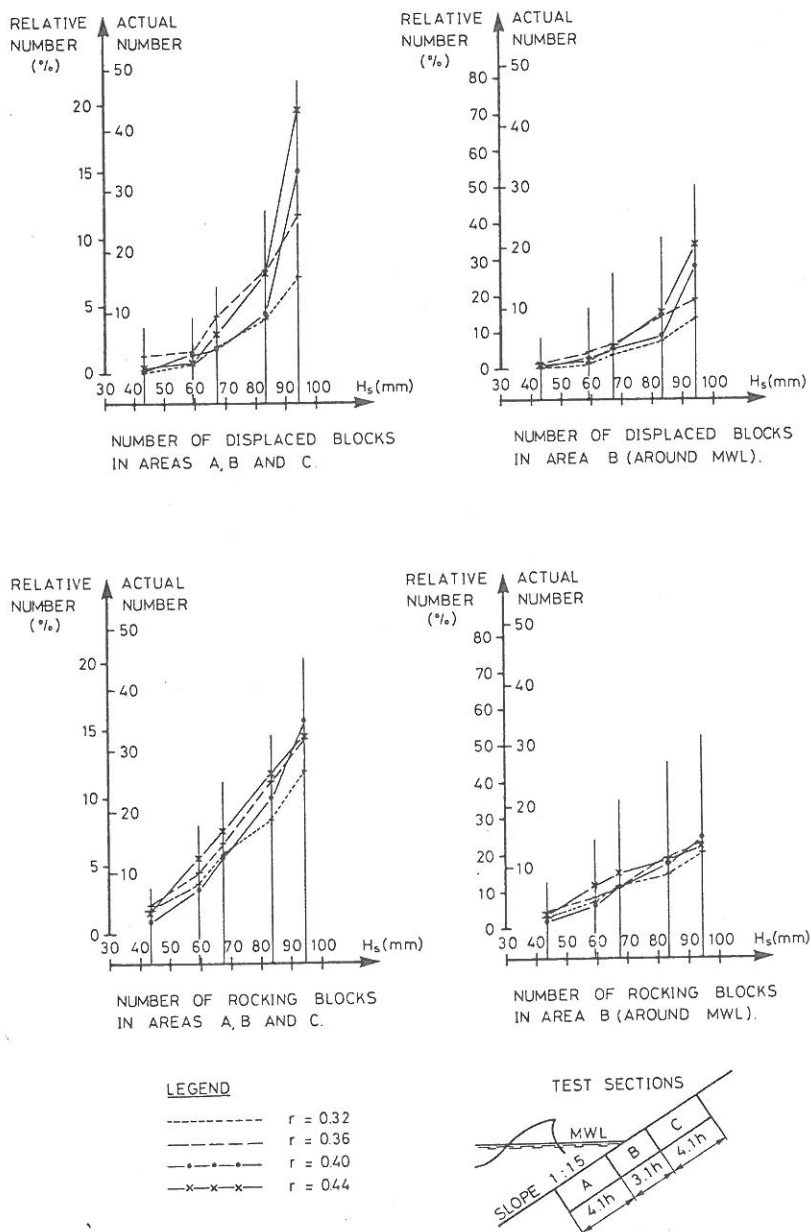 RELATIVE NUMBER (%)
ACTUAL NUMBER
50
40
30
20
10
20
15
10
5
0
30 40 50 60 70 80 90 100 Hs(mm)
NUMBER OF DISPLACED BLOCKS
IN AREAS A, B AND C.
RELATIVE NUMBER (%)
ACTUAL NUMBER
50
40
30
20
10
80
70
60
50
40
30
20
10
0
30 40 50 60 70 80 90 100 Hs(mm)
NUMBER OF DISPLACED BLOCKS
IN AREA B (AROUND MWL).
RELATIVE NUMBER (%)
ACTUAL NUMBER
50
40
30
20
10
20
15
10
5
0
30 40 50 60 70 80 90 100 Hs(mm)
NUMBER OF ROCKING BLOCKS
IN AREAS A, B AND C.
RELATIVE NUMBER (%)
ACTUAL NUMBER
50
40
30
20
10
80
70
60
50
40
30
20
10
0
30 40 50 60 70 80 90 100 Hs(mm)
NUMBER OF ROCKING BLOCKS
IN AREA B (AROUND MWL).
LEGEND
r = 0.32
r = 0.36
r = 0.40
r = 0.44
TEST SECTIONS
MWL
SLOPE 1:1.5
A B C
4.1h 3.1h 4.1h